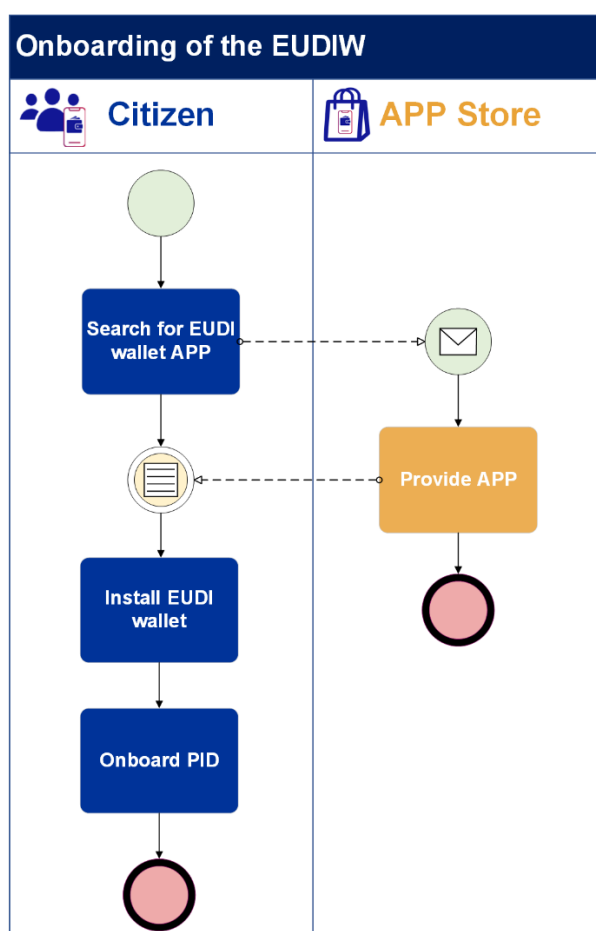 Onboarding of the EUDIW
Citizen
APP Store
Search for EUDI
wallet APP
Provide APP
Install EUDI
wallet
Onboard PID